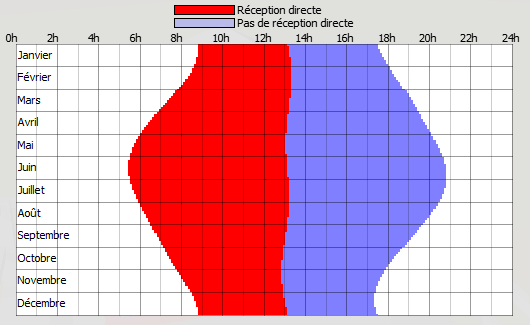 Réception directe
Pas de réception directe
0h 2h 4h 6h 8h 10h 12h 14h 16h 18h 20h 22h 24h
Janvier
Février
Mars
Avril
Mai
Juin
Juillet
Août
Septembre
Octobre
Novembre
Décembre